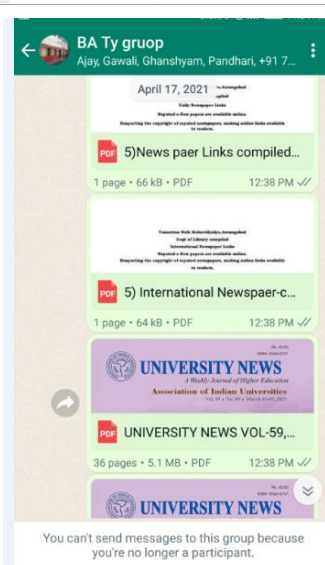 BA Ty gruop
Ajay, Gawali, Ghanshyam, Pandhari, +91 7...
April 17, 2021
Daily Newspaper Links
Reputed e-News papers are available online.
Respecting the copyright of reputed newspapers, making online links available
to readers.
PDF 5)News paer Links compiled...
1 page • 66 kB • PDF 12:38 PM
Dept of Library compiled
International Newspaper Links
Reputed e-News papers are available online.
Respecting the copyright of reputed newspapers, making online links available
to readers.
PDF 5) International Newspaer-c...
1 page • 64 kB • PDF 12:38 PM
UNIVERSITY NEWS
A Weekly Journal of Higher Education
Association of Indian Universities
PDF UNIVERSITY NEWS VOL-59,...
36 pages • 5.1 MB • PDF 12:38 PM
UNIVERSITY NEWS
You can't send messages to this group because
you're no longer a participant.